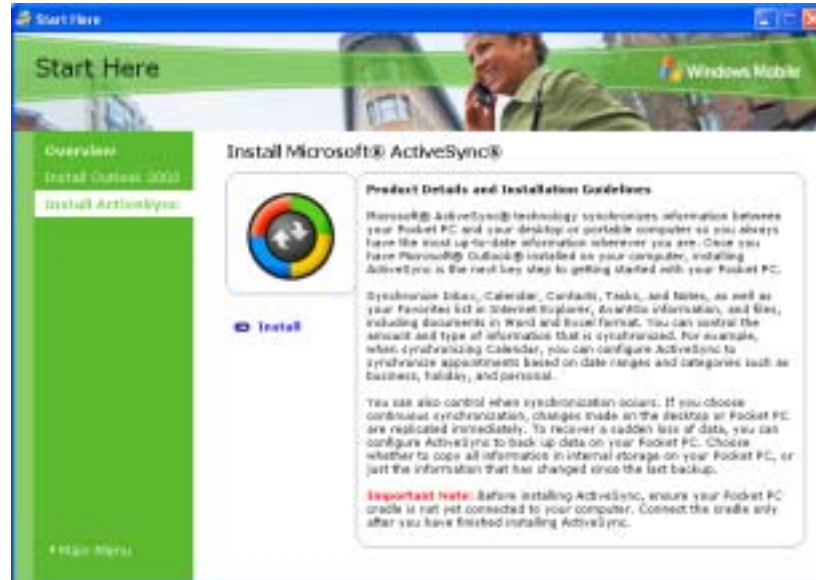 Start Here
Start Here
Windows Mobile
Overview
Install Outlook 2002
Install ActiveSync
Install Microsoft® ActiveSync®
Product Details and Installation Guidelines
Microsoft® ActiveSync® technology synchronizes information between
your Pocket PC and your desktop or portable computer so you always
have the most up-to-date information wherever you are. Once you
have Microsoft® Outlook® installed on your computer, installing
ActiveSync is the next key step to getting started with your Pocket PC.
Install
Synchronize Inbox, Calendar, Contacts, Tasks, and Notes, as well as
your Favorites list in Internet Explorer, AvantGo information, and files,
including documents in Word and Excel format. You can control the
amount and type of information that is synchronized. For example,
when synchronizing Calendar, you can configure ActiveSync to
synchronize appointments based on date ranges and categories such as
business, holiday, and personal.
You can also control when synchronization occurs. If you choose
continuous synchronization, changes made on the desktop or Pocket PC
are replicated immediately. To recover a sudden loss of data, you can
configure ActiveSync to back up data on your Pocket PC. Choose
whether to copy all information in internal storage on your Pocket PC, or
just the information that has changed since the last backup.
Important Note: Before installing ActiveSync, ensure your Pocket PC
cradle is not yet connected to your computer. Connect the cradle only
after you have finished installing ActiveSync.
Main Menu